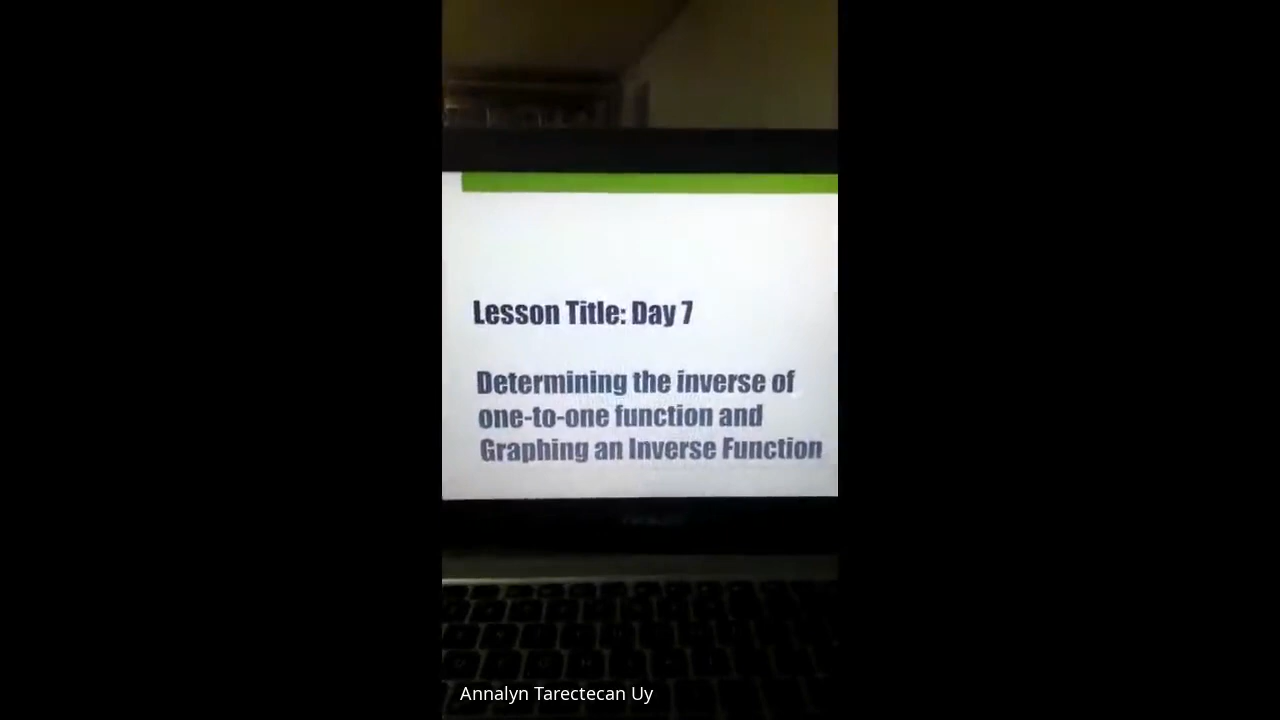 Lesson Title: Day 7
Determining the inverse of
one-to-one function and
Graphing an Inverse Function
Annalyn Tarectecan Uy